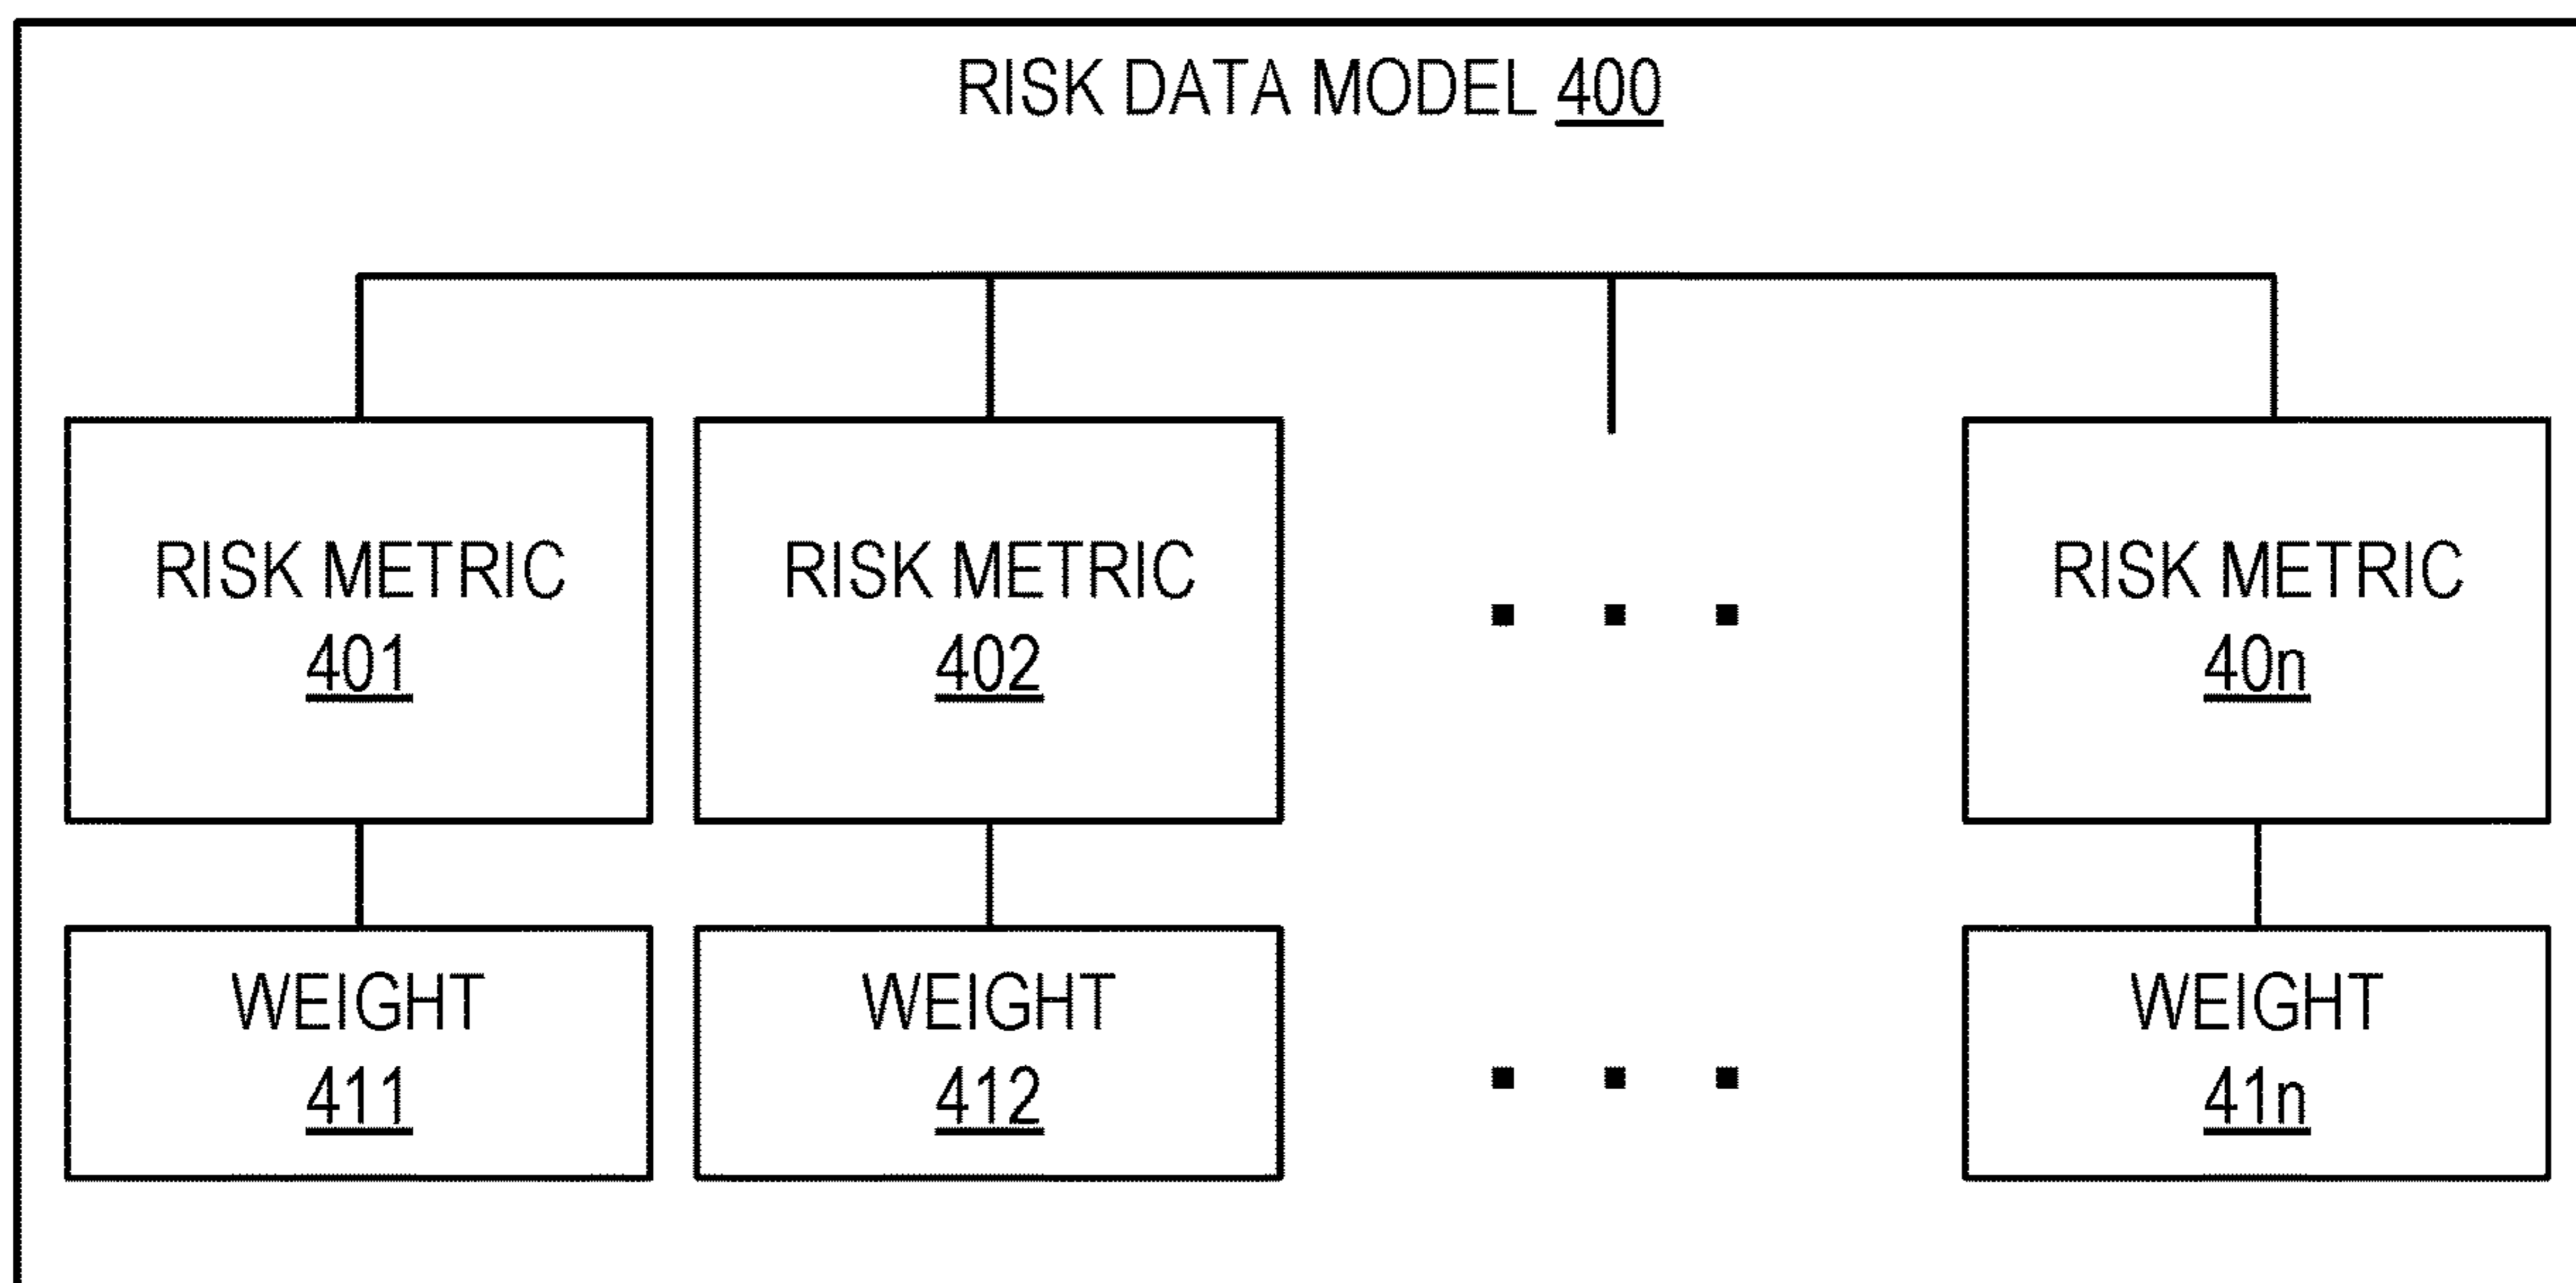 RISK DATA MODEL 400
RISK METRIC
401
RISK METRIC
402
RISK METRIC
40n
WEIGHT
411
WEIGHT
412
WEIGHT
41n